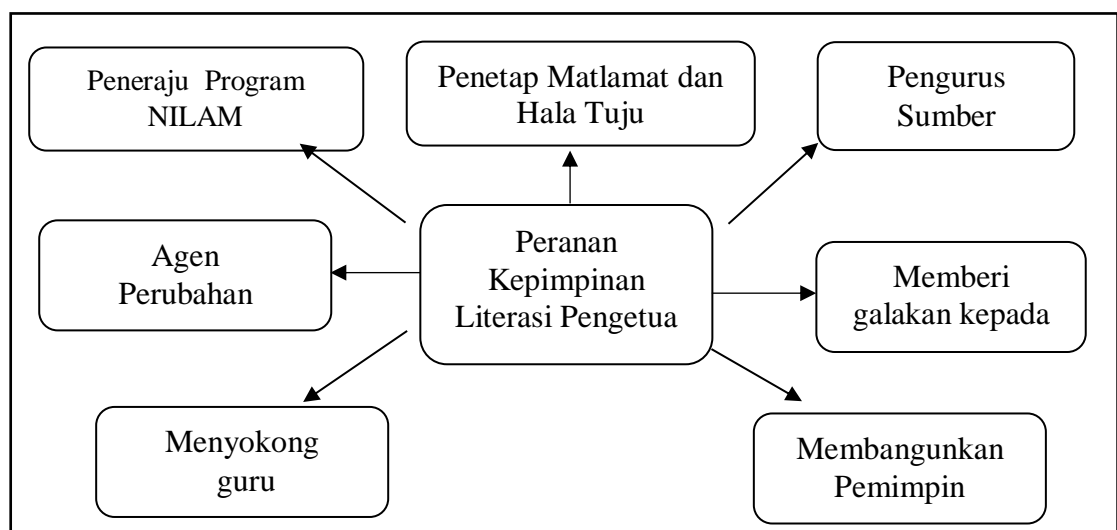 Peneraju Program
NILAM
Penetap Matlamat dan
Hala Tuju
Pengurus
Sumber
Agen
Perubahan
Peranan
Kepimpinan
Literasi Pengetua
Memberi
galakan kepada
Menyokong
guru
Membangunkan
Pemimpin